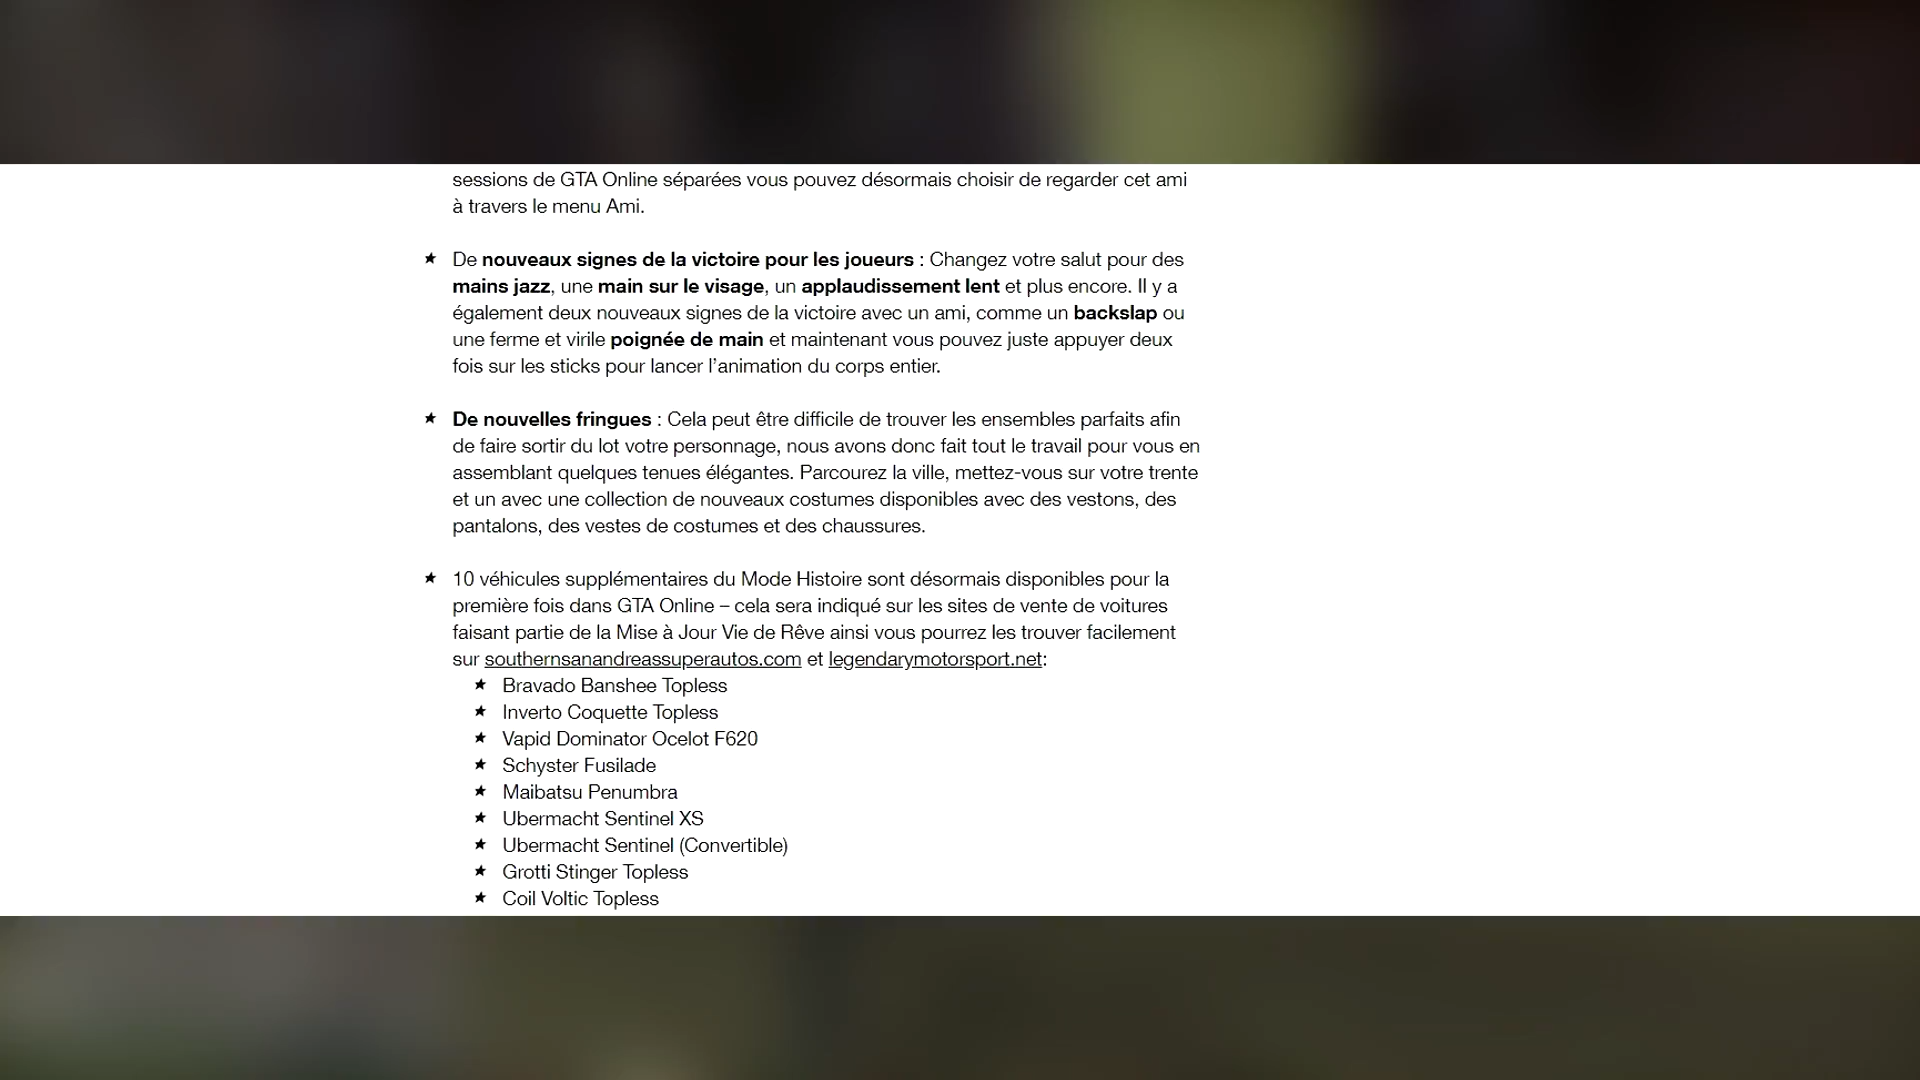 sessions de GTA Online séparées vous pouvez désormais choisir de regarder cet ami
à travers le menu Ami.
★ De nouveaux signes de la victoire pour les joueurs : Changez votre salut pour des
mains jazz, une main sur le visage, un applaudissement lent et plus encore. Il y a
également deux nouveaux signes de la victoire avec un ami, comme un backslap ou
une ferme et virile poignée de main et maintenant vous pouvez juste appuyer deux
fois sur les sticks pour lancer l’animation du corps entier.
★ De nouvelles fringues : Cela peut être difficile de trouver les ensembles parfaits afin
de faire sortir du lot votre personnage, nous avons donc fait tout le travail pour vous en
assemblant quelques tenues élégantes. Parcourez la ville, mettez-vous sur votre trente
et un avec une collection de nouveaux costumes disponibles avec des vestons, des
pantalons, des vestes de costumes et des chaussures.
★ 10 véhicules supplémentaires du Mode Histoire sont désormais disponibles pour la
première fois dans GTA Online – cela sera indiqué sur les sites de vente de voitures
faisant partie de la Mise à Jour Vie de Rêve ainsi vous pourrez les trouver facilement
sur southernsanandreassuperautos.com et legendarymotorsport.net:
★ Bravado Banshee Topless
★ Inverto Coquette Topless
★ Vapid Dominator Ocelot F620
★ Schyster Fusilade
★ Maibatsu Penumbra
★ Ubermacht Sentinel XS
★ Ubermacht Sentinel (Convertible)
★ Grotti Stinger Topless
★ Coil Voltic Topless